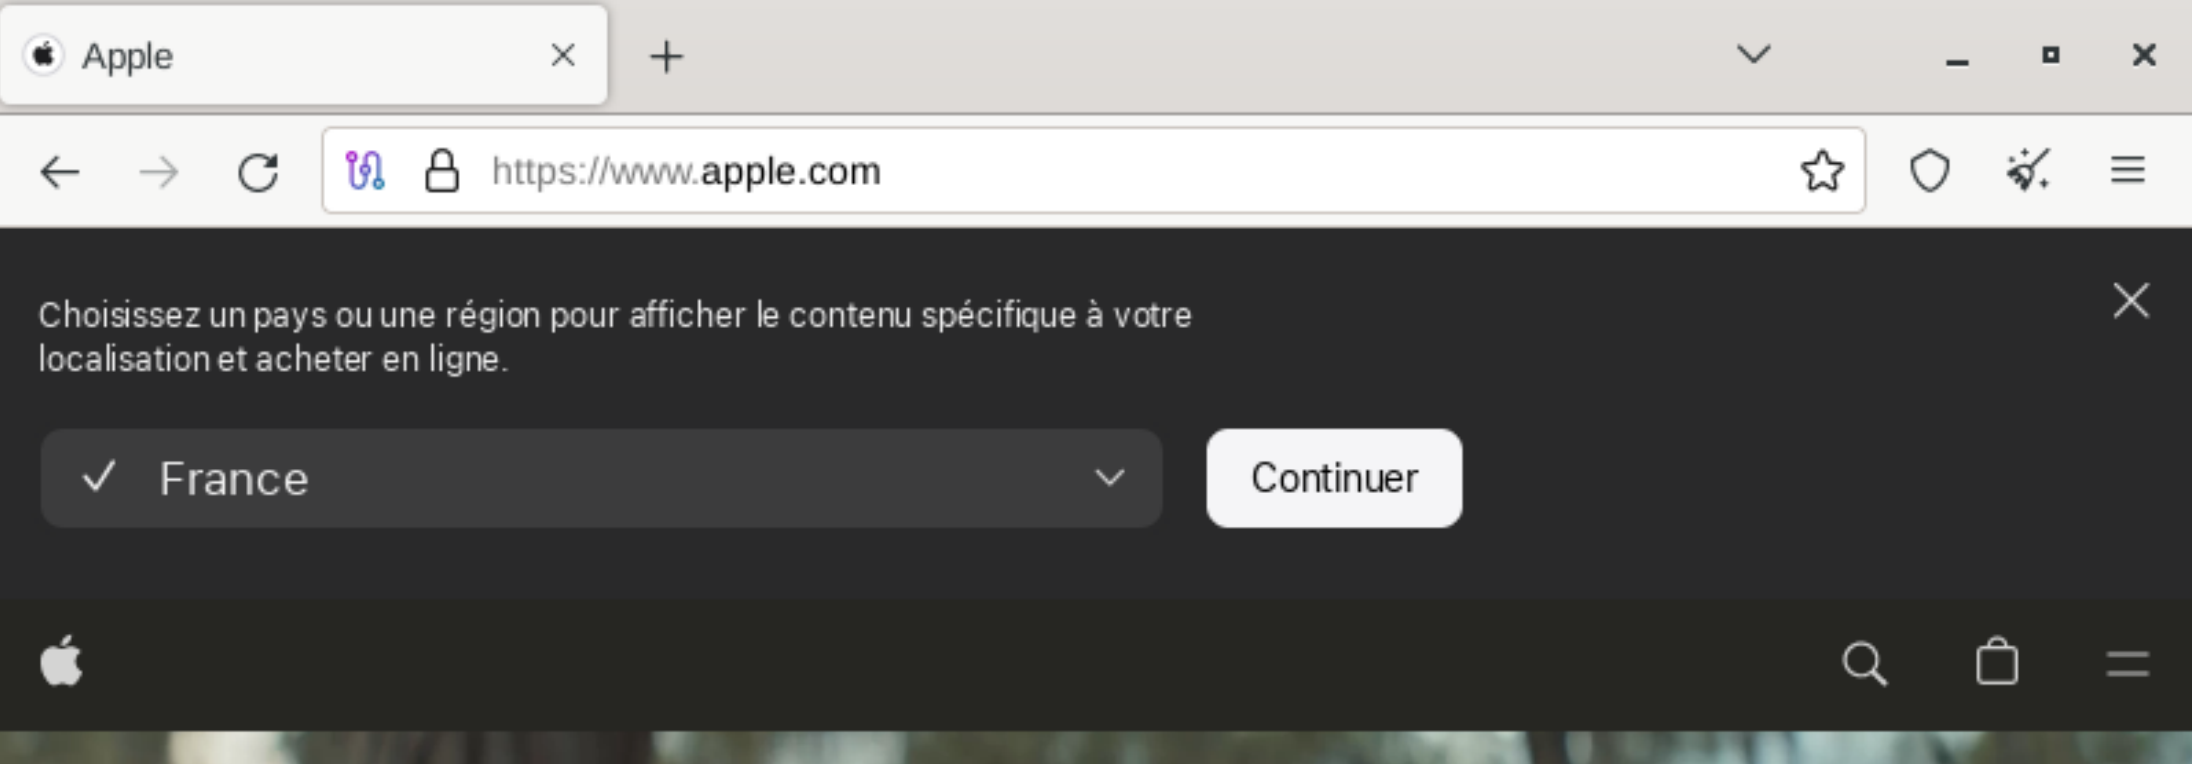 Apple
https://www.apple.com
Choisissez un pays ou une région pour afficher le contenu spécifique à votre
localisation et acheter en ligne.
France
Continuer